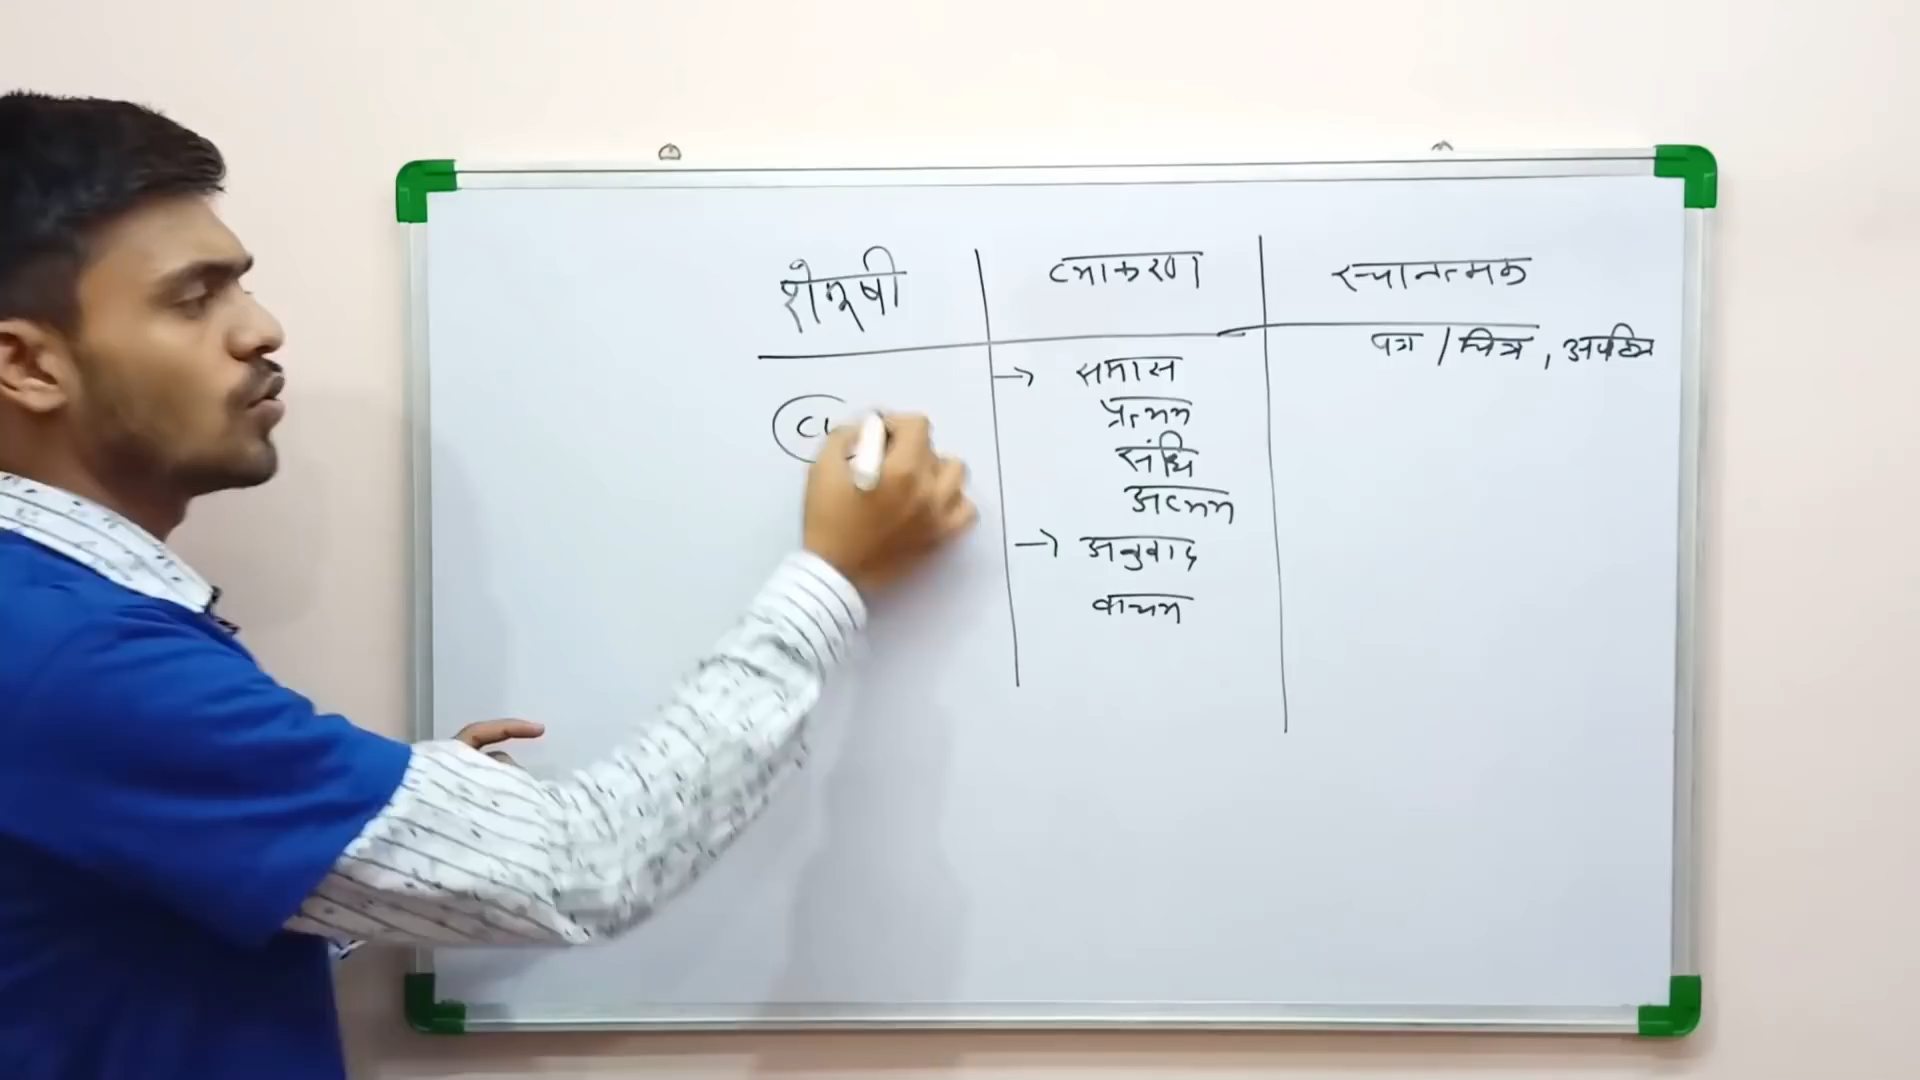 शेमूषी व्याकरण रचनात्मक
पत्र / चित्र, अपठित
→ समास
प्रत्यय
संधि
अव्यय
→ अनुवाद
वाच्य